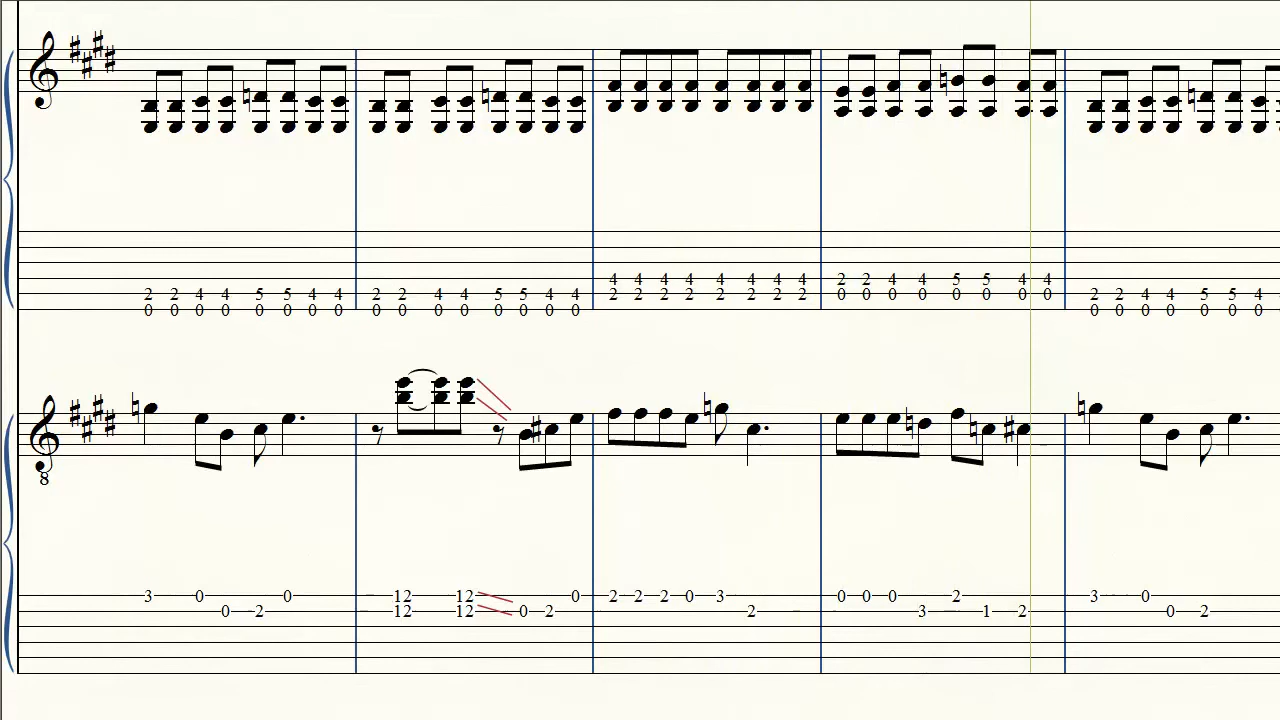 4 4 4 4 4 4 4 4 2 2 4 4 5 5 4 4
2 2 4 4 5 5 4 4 2 2 4 4 5 5 4 4 2 2 2 2 2 2 2 2 0 0 0 0 0 0 0 0 2 2 4 4 5 5 4
0 0 0 0 0 0 0 0 0 0 0 0 0 0 0 0 0 0 0 0 0 0 0
8
3 0 0 12 12 0 2 2 2 0 3 0 0 0 2 3 0
0 2 12 12 0 2 2 3 1 2 0 2